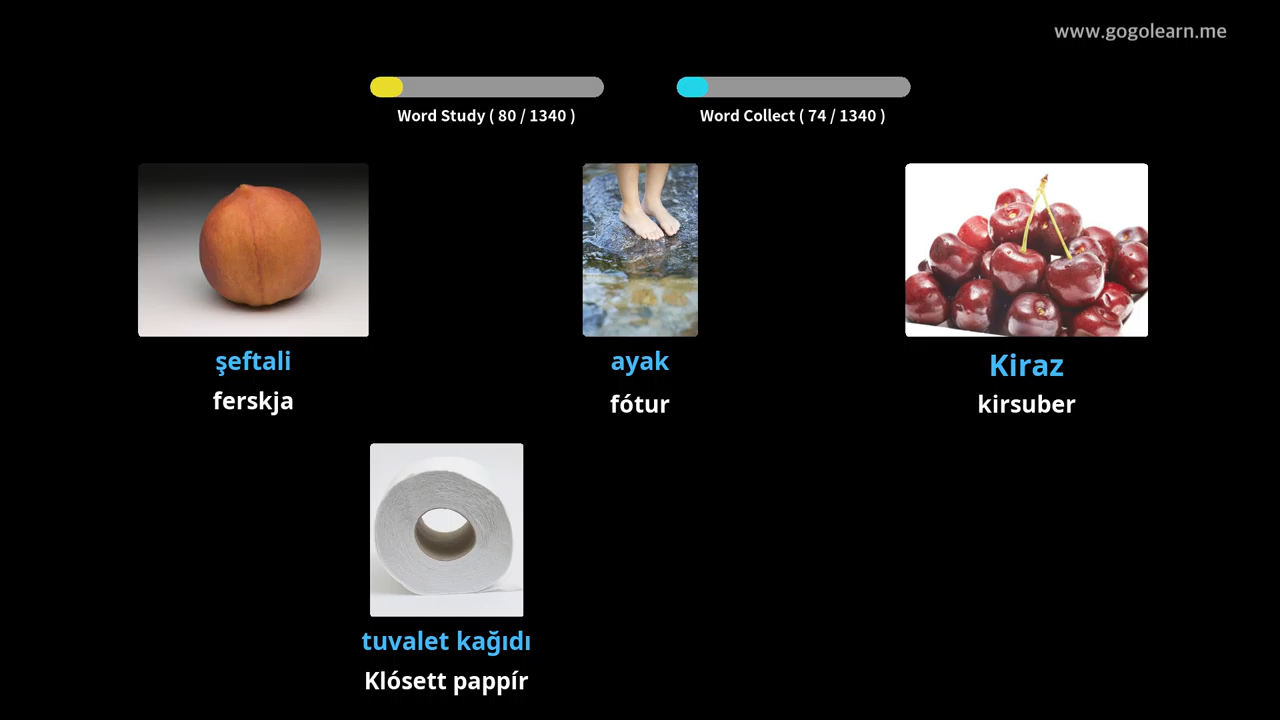 www.gogolearn.me
Word Study ( 80 / 1340 )
Word Collect ( 74 / 1340 )
şeftali
ferskja
ayak
fótur
Kiraz
kirsuber
tuvalet kağıdı
Klósett pappír